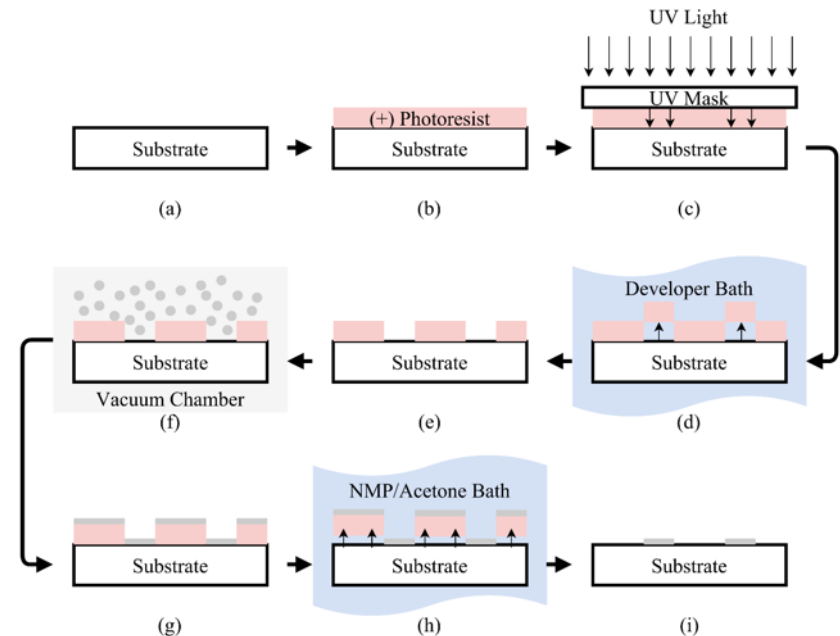 UV Light
UV Mask
(+) Photoresist
Substrate
Substrate
Substrate
(a)
(b)
(c)
Developer Bath
Substrate
Substrate
Substrate
Vacuum Chamber
(f)
(e)
(d)
NMP/Acetone Bath
Substrate
Substrate
Substrate
(g)
(h)
(i)